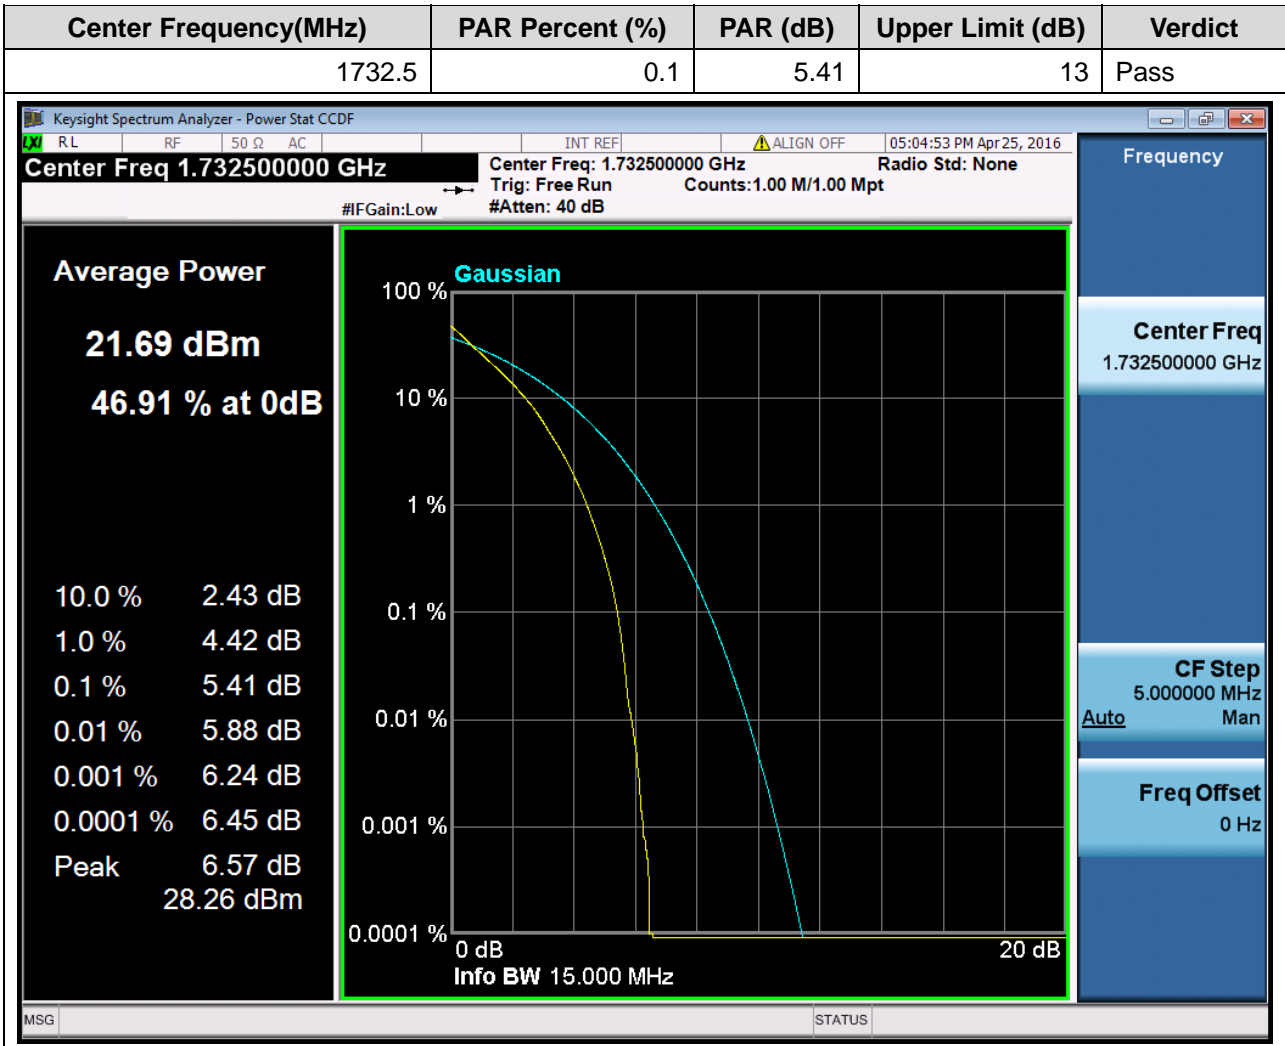 Center Frequency(MHz) PAR Percent (%) PAR (dB) Upper Limit (dB) Verdict
1732.5 0.1 5.41 13 Pass
Keysight Spectrum Analyzer - Power Stat CCDF
LXI RL RF 50 Ω AC INT REF ALIGN OFF 05:04:53 PM Apr 25, 2016
Center Freq 1.732500000 GHz
Center Freq: 1.732500000 GHz Radio Std: None
Trig: Free Run Counts:1.00 M/1.00 Mpt
#IFGain:Low #Atten: 40 dB
Average Power
21.69 dBm
46.91 % at 0dB
10.0 % 2.43 dB
1.0 % 4.42 dB
0.1 % 5.41 dB
0.01 % 5.88 dB
0.001 % 6.24 dB
0.0001 % 6.45 dB
Peak 6.57 dB
28.26 dBm
Gaussian
100 %
10 %
1 %
0.1 %
0.01 %
0.001 %
0.0001 %
0 dB 20 dB
Info BW 15.000 MHz
Frequency
Center Freq
1.732500000 GHz
CF Step
5.000000 MHz
Auto Man
Freq Offset
0 Hz
MSG STATUS